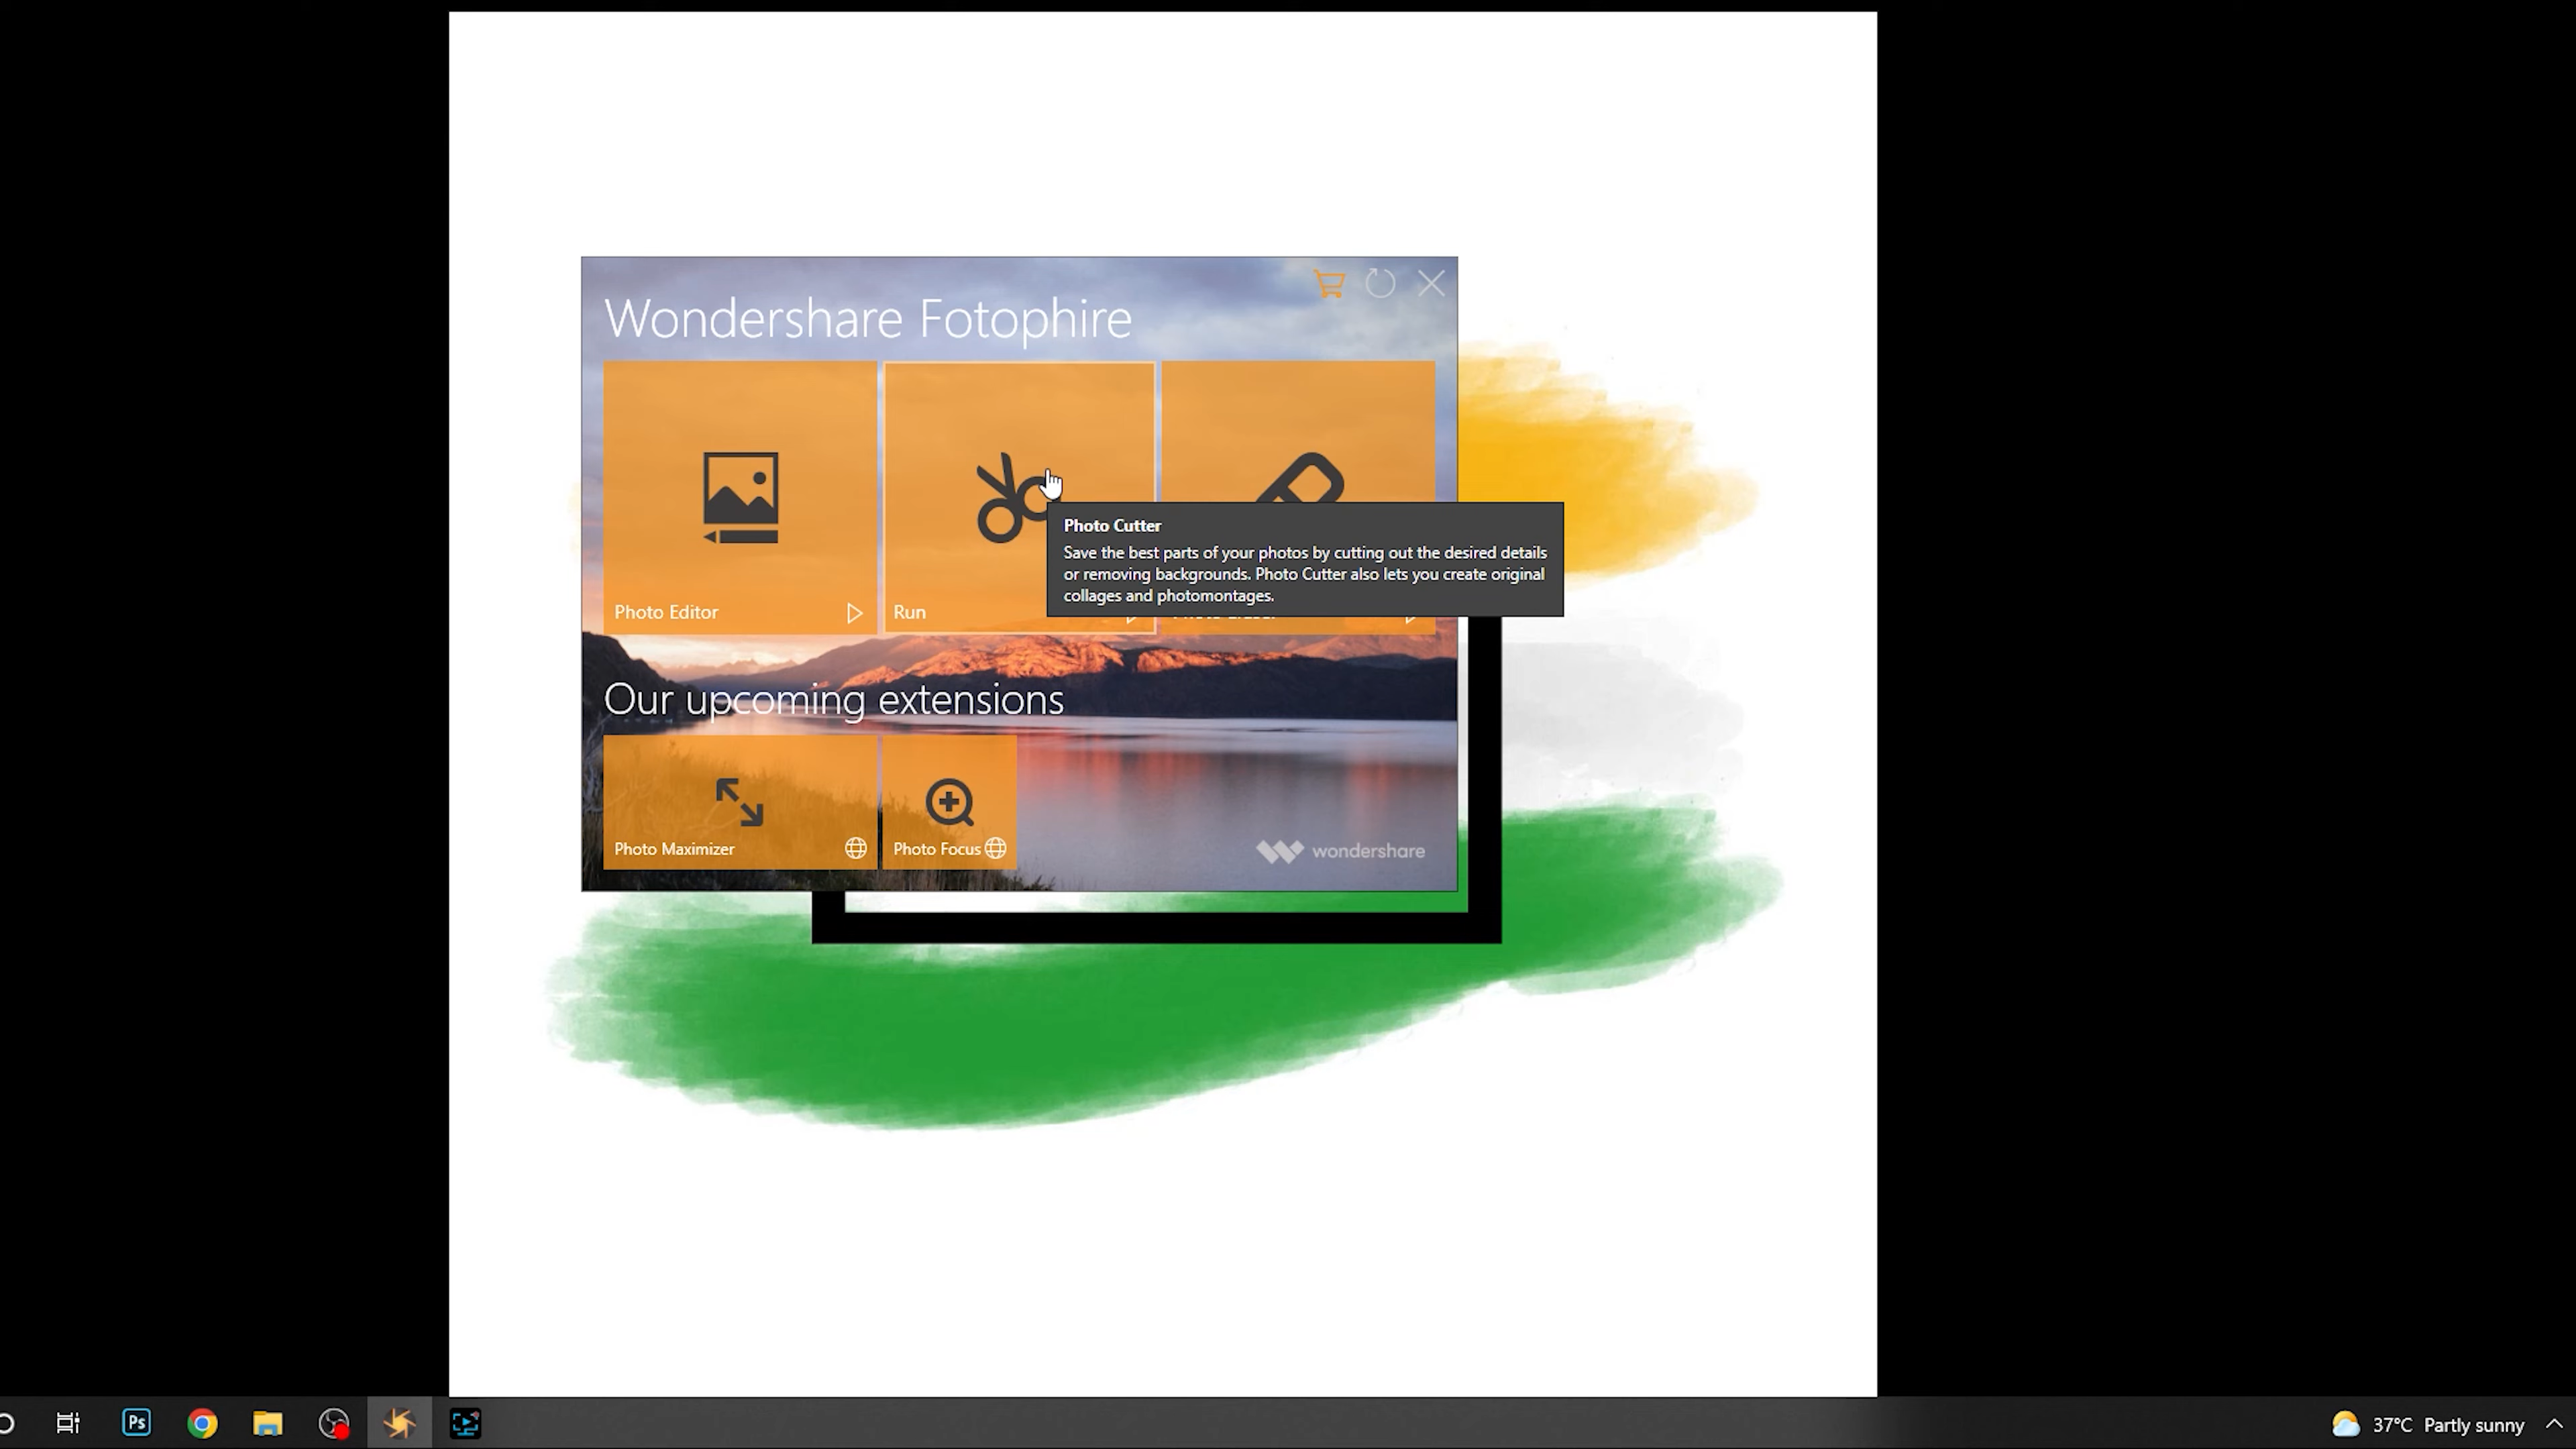 Wondershare Fotophire
Photo Editor
Run
Photo Cutter
Save the best parts of your photos by cutting out the desired details
or removing backgrounds. Photo Cutter also lets you create original
collages and photomontages.
Our upcoming extensions
Photo Maximizer
Photo Focus
wondershare
Ps
37°C Partly sunny